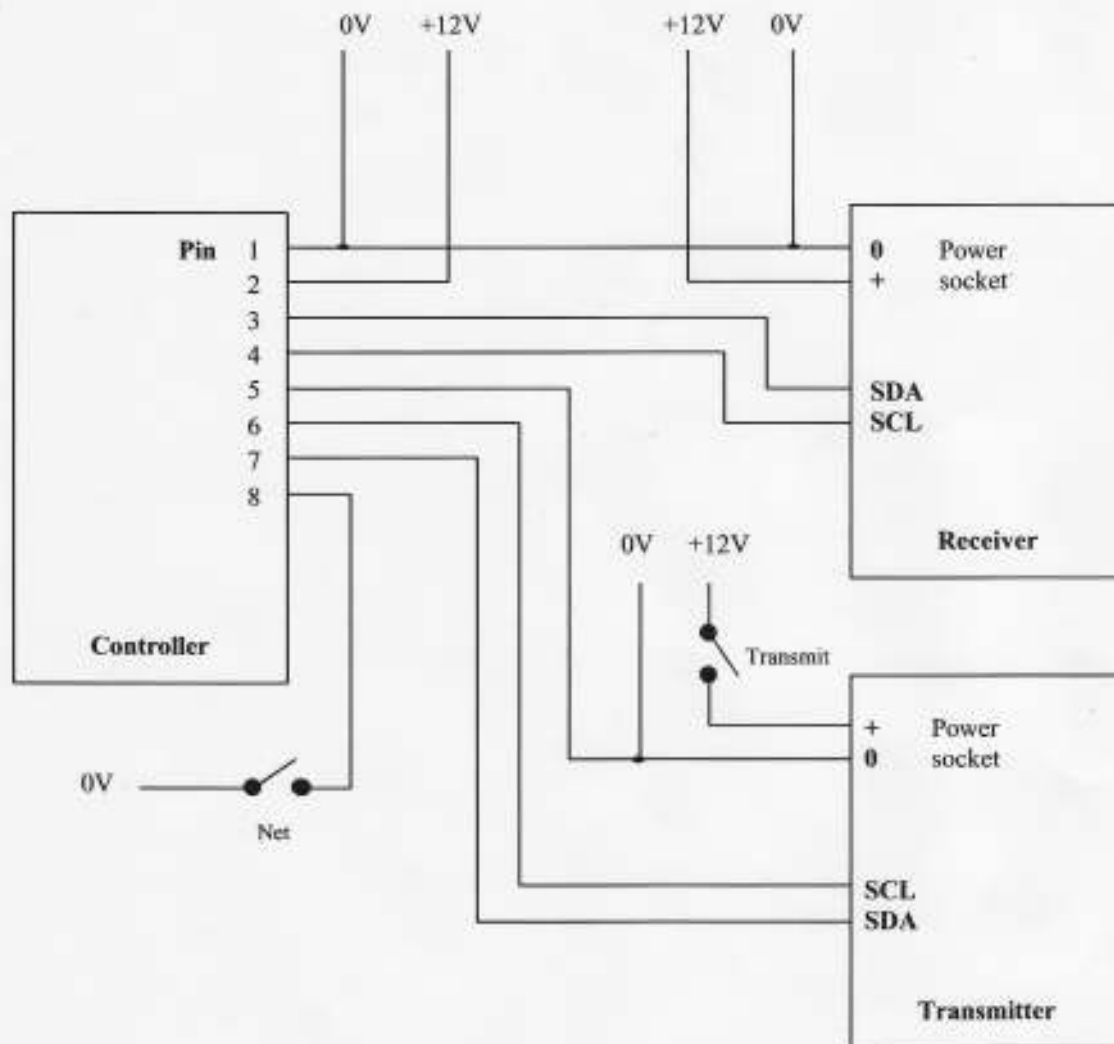 0V +12V +12V 0V
Pin 1
2
3
4
5
6
7
8
Controller
0 Power
+ socket
SDA
SCL
Receiver
0V +12V
Transmit
+ Power
0 socket
SCL
SDA
Transmitter
0V
Net